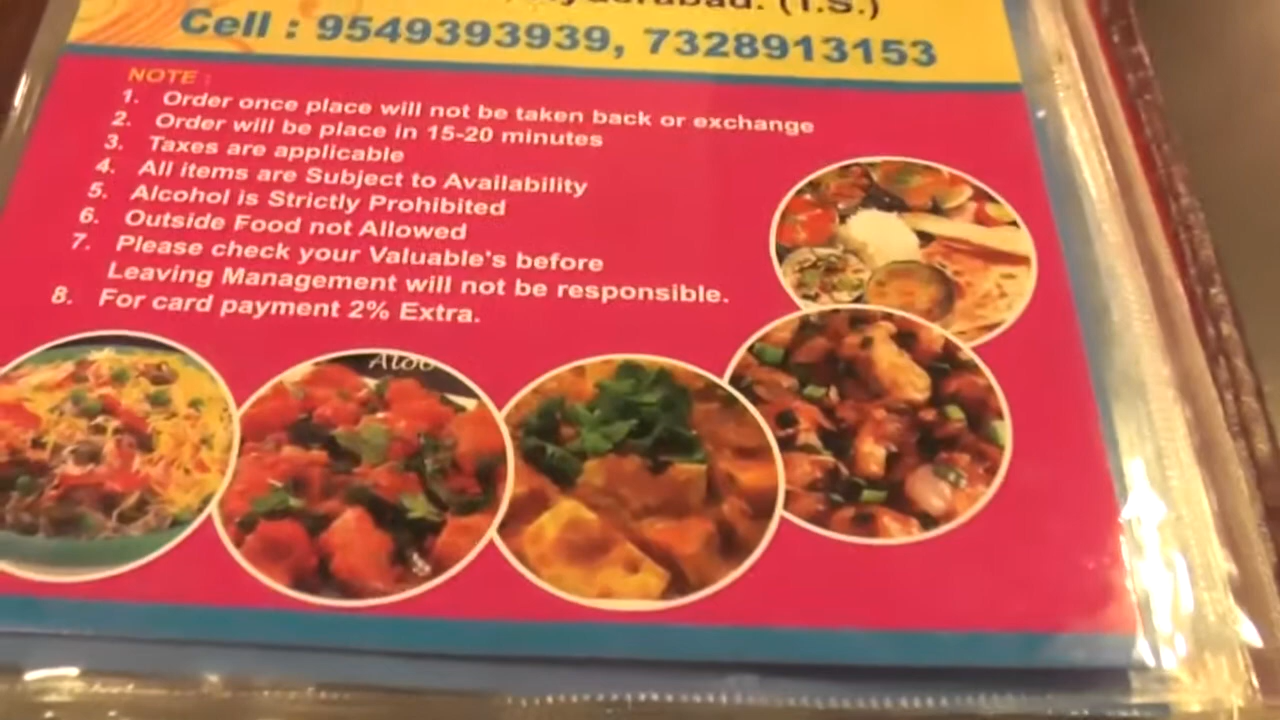 (T.S.)
Cell : 9549393939, 7328913153
NOTE :
1. Order once place will not be taken back or exchange
2. Order will be place in 15-20 minutes
3. Taxes are applicable
4. All items are Subject to Availability
5. Alcohol is Strictly Prohibited
6. Outside Food not Allowed
7. Please check your Valuable's before
Leaving Management will not be responsible.
8. For card payment 2% Extra.
Aloo